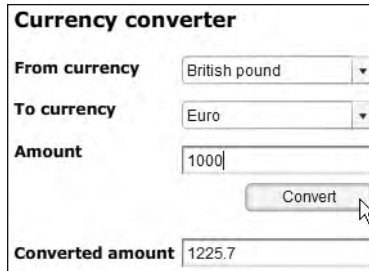 Currency converter
From currency British pound
To currency Euro
Amount 1000
Convert
Converted amount 1225.7